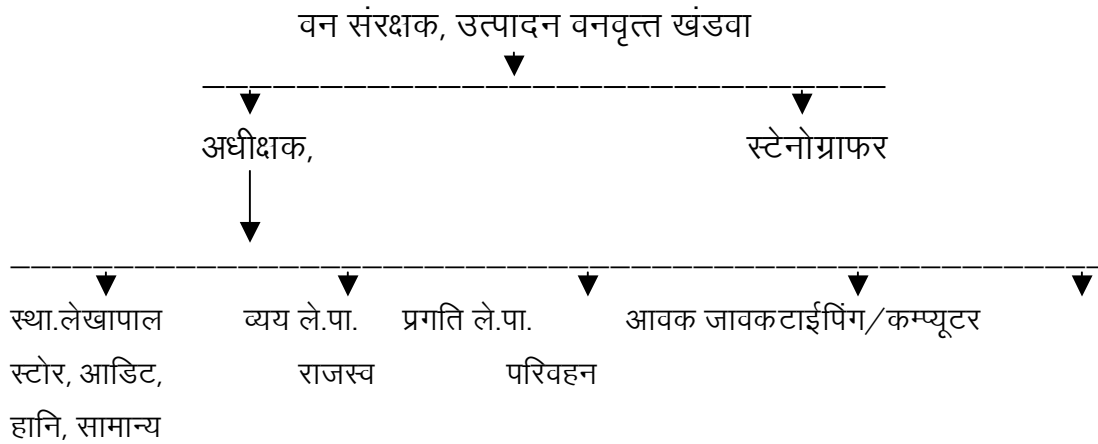 वन संरक्षक, उत्पादन वनवृत्त खंडवा
अधीक्षक, स्टेनोग्राफर
स्था.लेखापाल व्यय ले.पा. प्रगति ले.पा. आवक जावकटाईपिंग/कम्प्यूटर
स्टोर, आडिट, राजस्व परिवहन
हानि, सामान्य